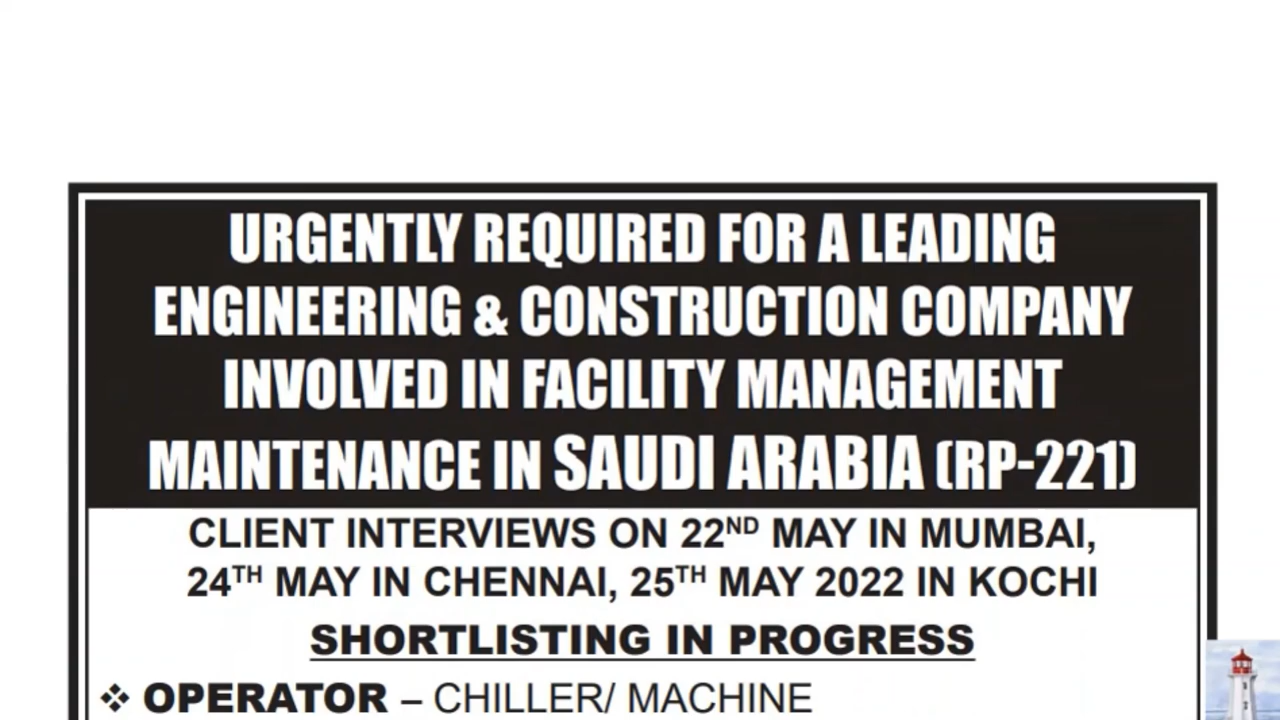 URGENTLY REQUIRED FOR A LEADING
ENGINEERING & CONSTRUCTION COMPANY
INVOLVED IN FACILITY MANAGEMENT
MAINTENANCE IN SAUDI ARABIA (RP-221)
CLIENT INTERVIEWS ON 22ND MAY IN MUMBAI,
24TH MAY IN CHENNAI, 25TH MAY 2022 IN KOCHI
SHORTLISTING IN PROGRESS
❖ OPERATOR – CHILLER/ MACHINE